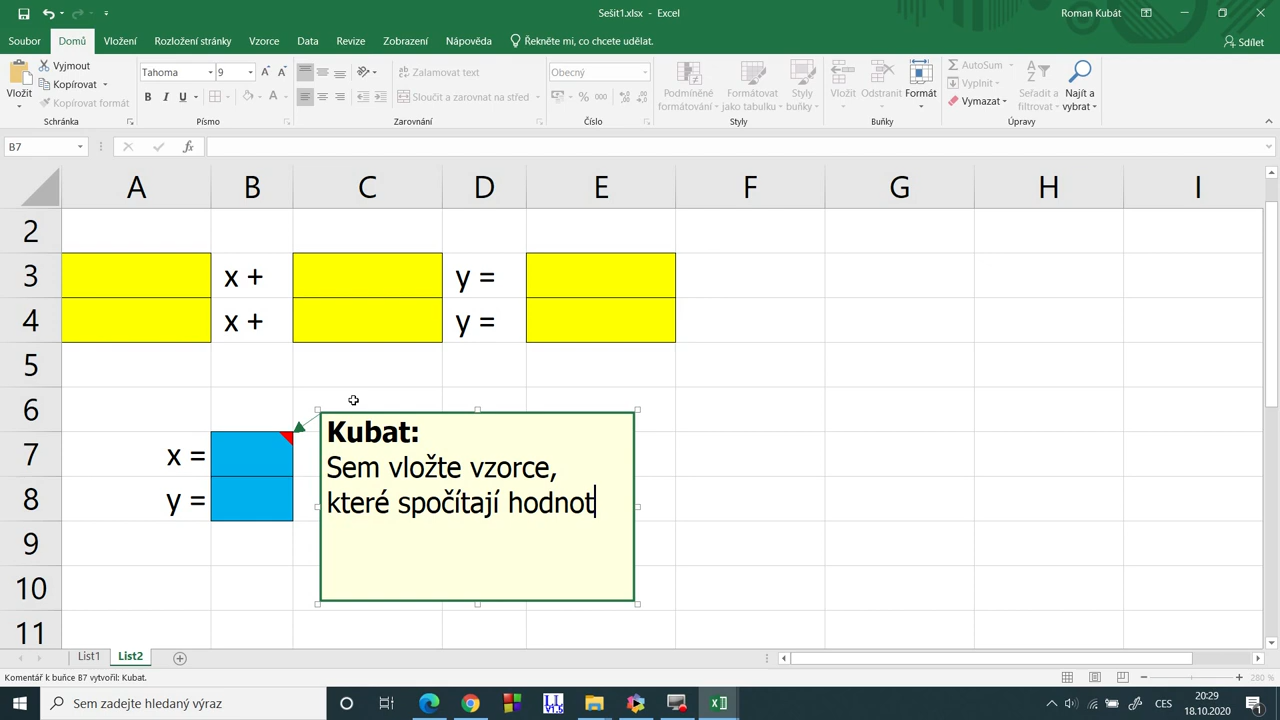 Sešit1.xlsx - Excel
Roman Kubát
Soubor Domů Vložení Rozložení stránky Vzorce Data Revize Zobrazení Nápověda Řekněte mi, co chcete udělat. Sdílet
Vložit
Vyjmout
Kopírovat
Kopírovat formát
Schránka
Tahoma 9
B I U
Písmo
Zalamovat text
Sloučit a zarovnat na střed
Zarovnání
Obecný
% 000
Číslo
Podmíněné formátování
Formátovat jako tabulku
Styly buňky
Styly
Vložit Odstranit Formát
Buňky
AutoSum
Vyplnit
Vymazat
Seřadit a filtrovat
Najít a vybrat
Úpravy
B7 fx
A B C D E F G H I
2
3 x + y =
4 x + y =
5
6
7 x =
8 y =
9
10
11
Kubat:
Sem vložte vzorce,
které spočítají hodnot
List1 List2
Komentář k buňce B7 vytvořil: Kubat.
280 %
Sem zadejte hledaný výraz
CES
20:29
18.10.2020